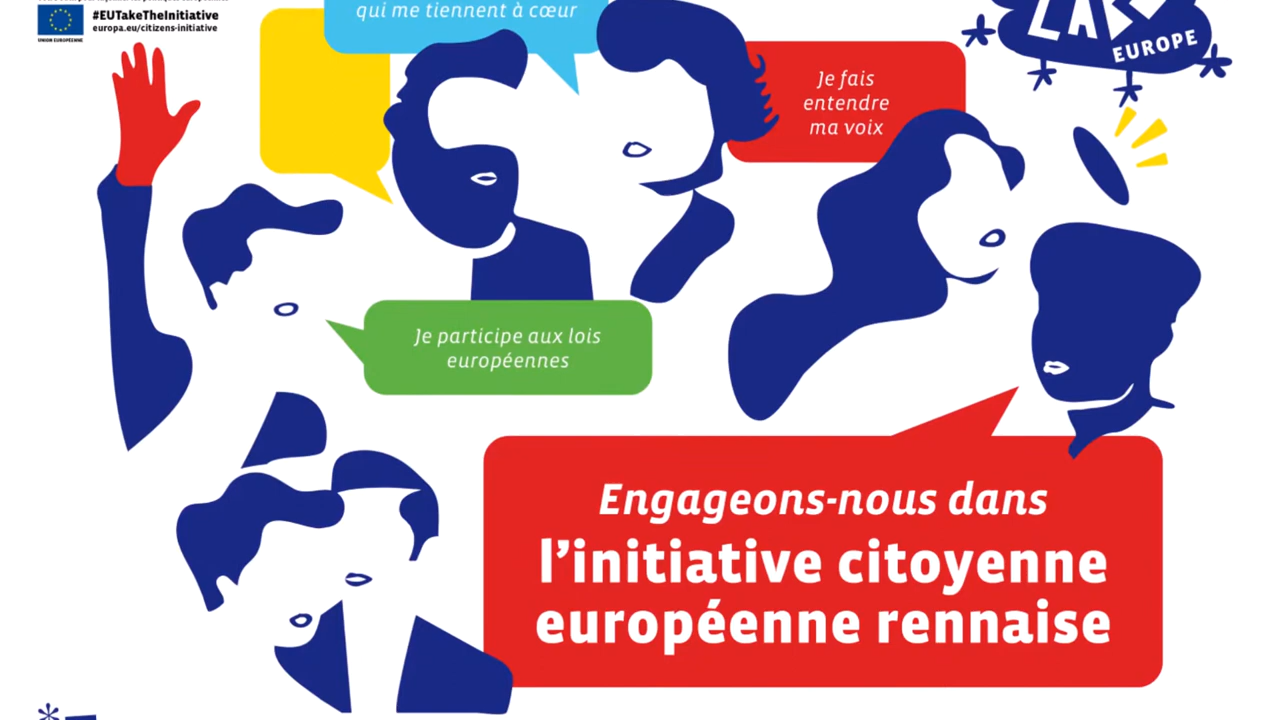 #EUTakeTheInitiative
europa.eu/citizens-initiative
UNION EUROPÉENNE
qui me tiennent à cœur
EUROPE
Je fais
entendre
ma voix
Je participe aux lois
européennes
Engageons-nous dans
l'initiative citoyenne
européenne rennaise